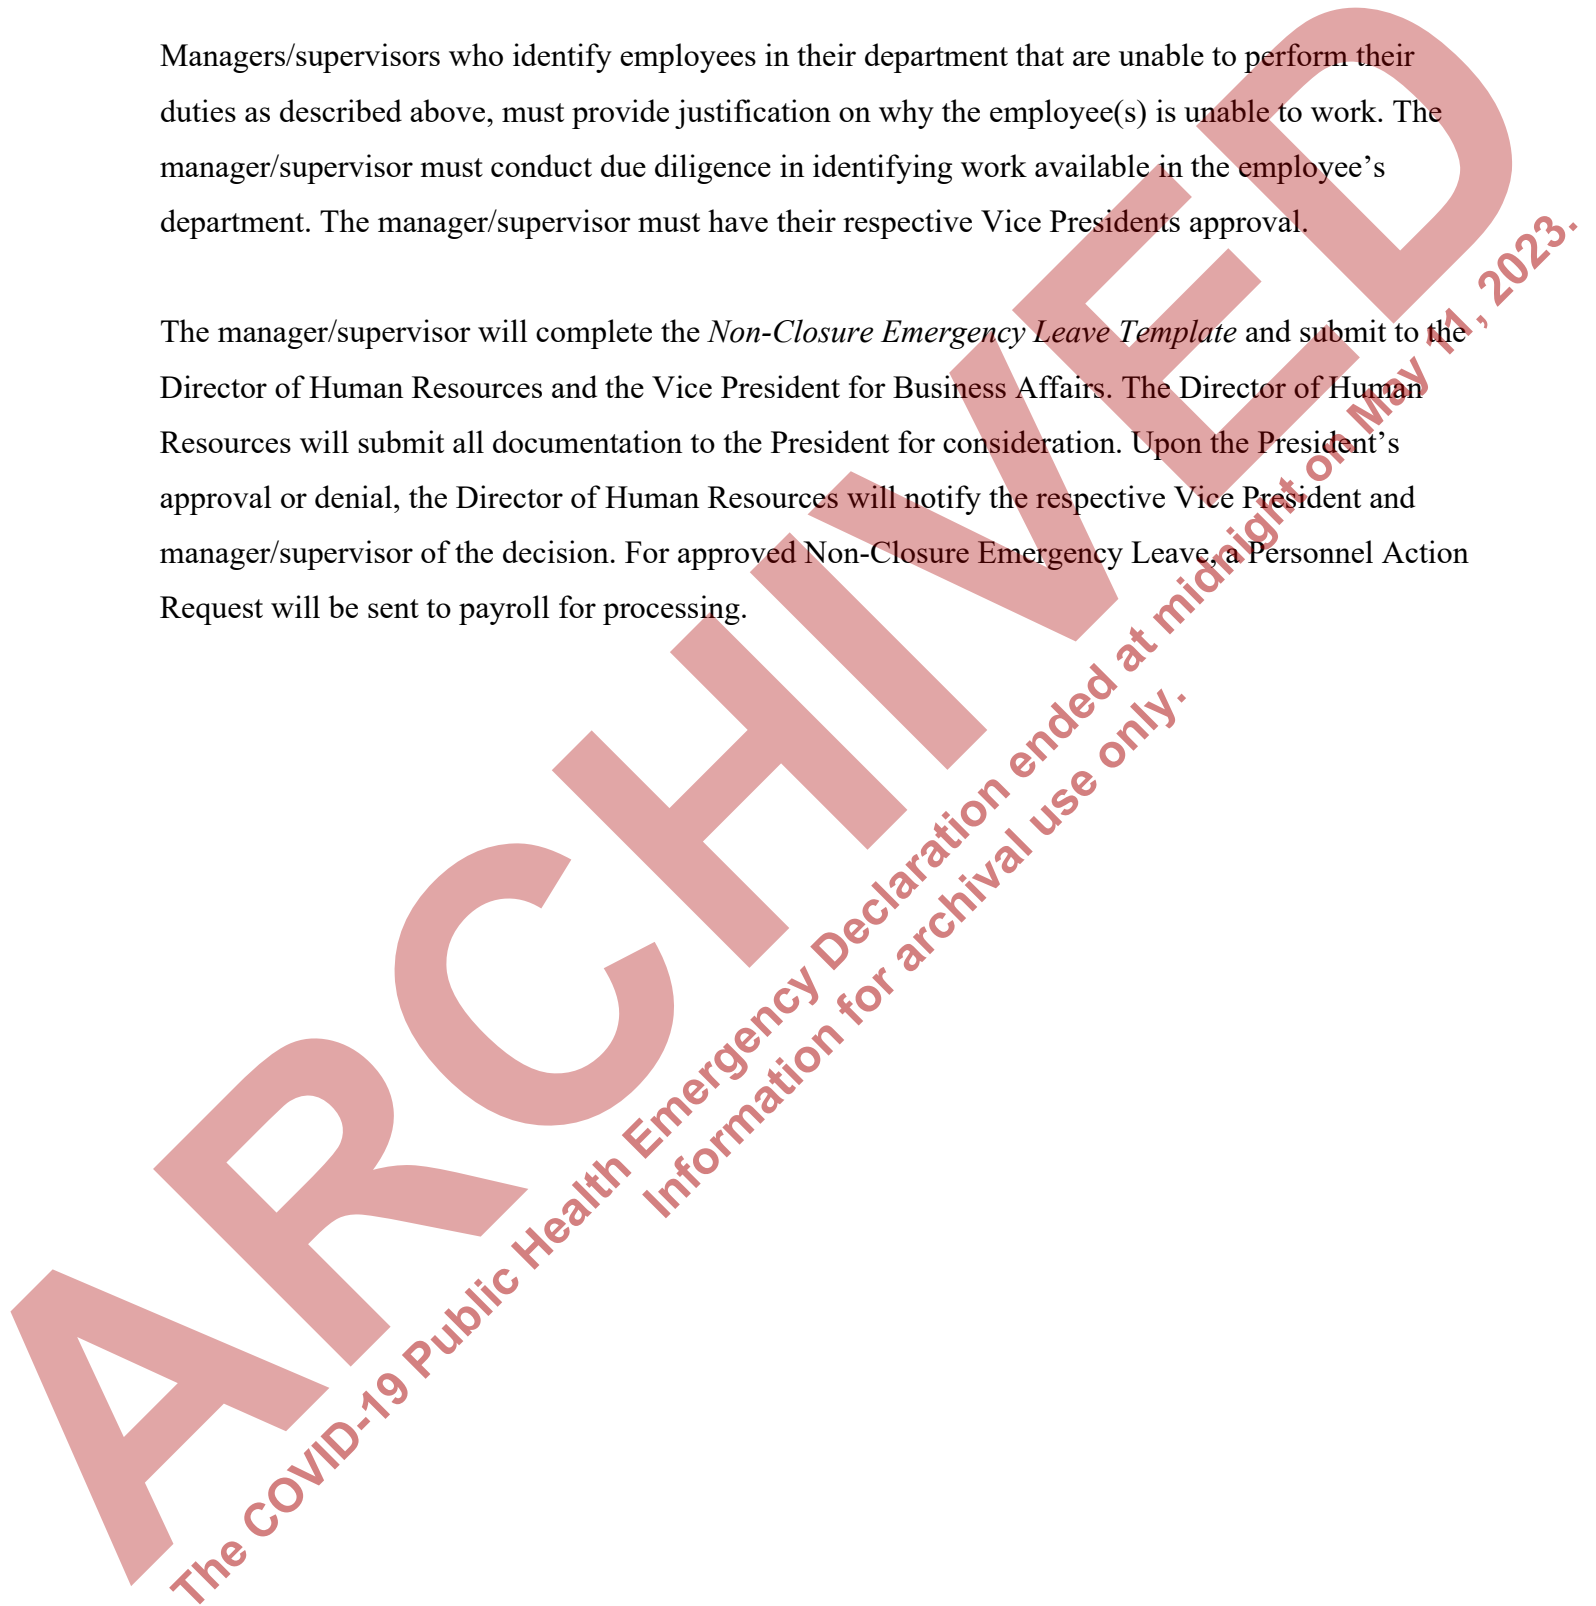 Managers/supervisors who identify employees in their department that are unable to perform their
duties as described above, must provide justification on why the employee(s) is unable to work. The
manager/supervisor must conduct due diligence in identifying work available in the employee’s
department. The manager/supervisor must have their respective Vice Presidents approval.
The manager/supervisor will complete the Non-Closure Emergency Leave Template and submit to the
Director of Human Resources and the Vice President for Business Affairs. The Director of Human
Resources will submit all documentation to the President for consideration. Upon the President’s
approval or denial, the Director of Human Resources will notify the respective Vice President and
manager/supervisor of the decision. For approved Non-Closure Emergency Leave, a Personnel Action
Request will be sent to payroll for processing.
ARCHIVED
The COVID-19 Public Health Emergency Declaration ended at midnight on May 11, 2023.
Information for archival use only.